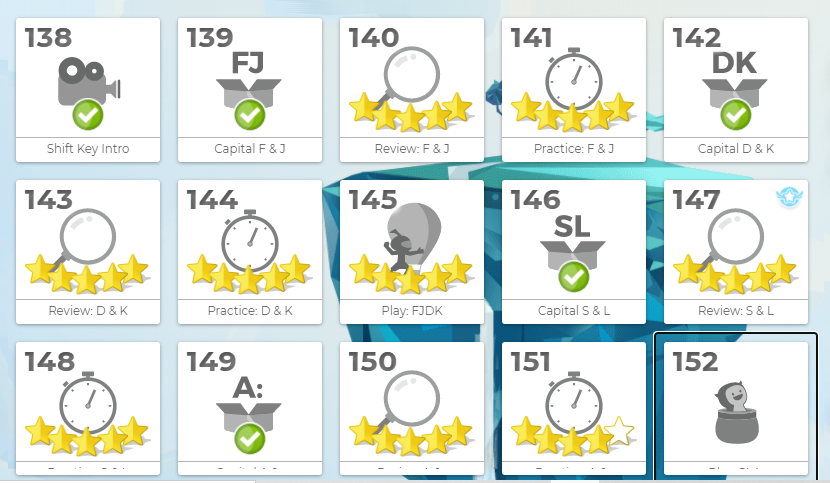 138
Shift Key Intro
139
FJ
Capital F & J
140
Review: F & J
141
Practice: F & J
142
DK
Capital D & K
143
Review: D & K
144
Practice: D & K
145
Play: FJDK
146
SL
Capital S & L
147
Review: S & L
148
149
A:
150
151
152